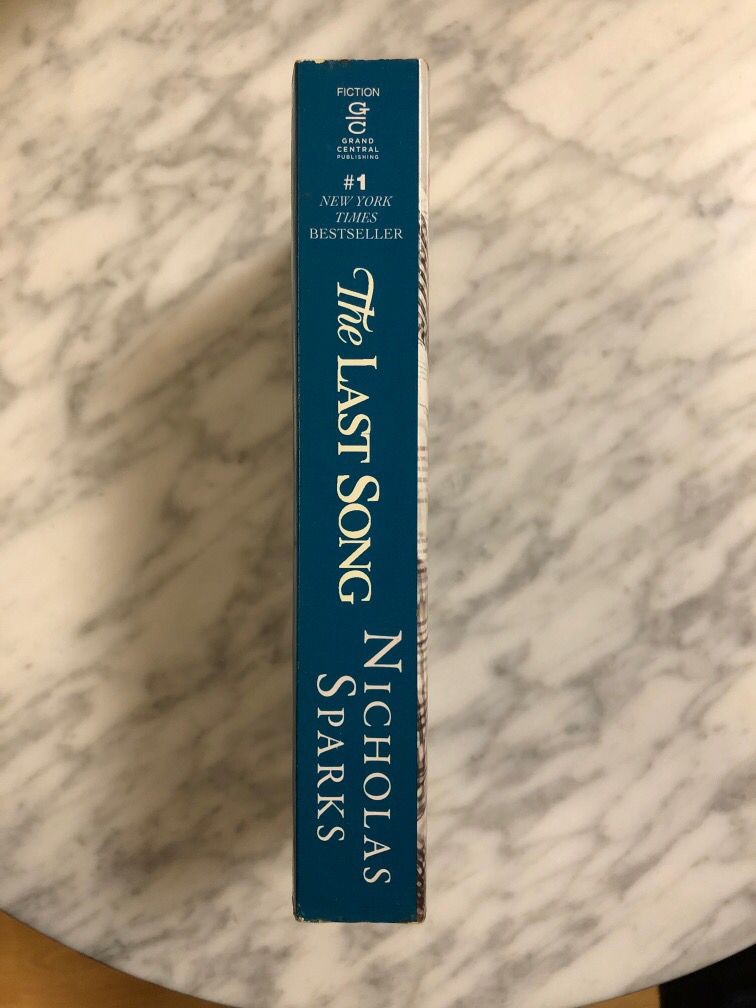 FICTION
GRAND
CENTRAL
PUBLISHING
#1
NEW YORK
TIMES
BESTSELLER
The LAST SONG
NICHOLAS
SPARKS